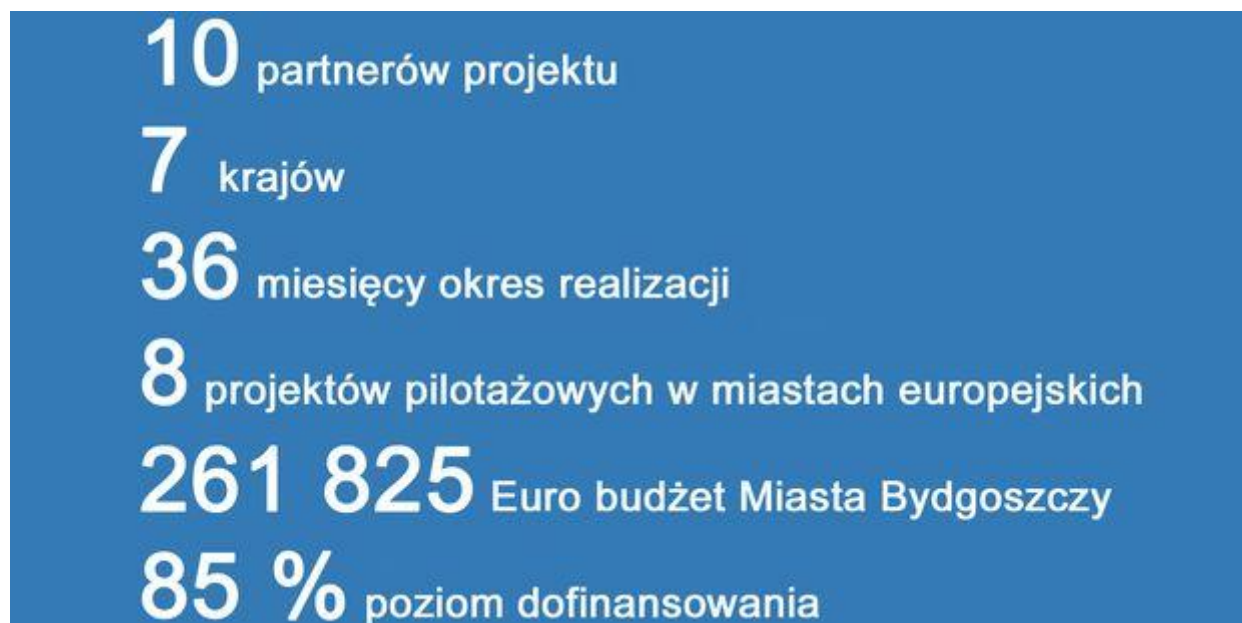 10 partnerów projektu
7 krajów
36 miesięcy okres realizacji
8 projektów pilotażowych w miastach europejskich
261 825 Euro budżet Miasta Bydgoszczy
85 % poziom dofinansowania